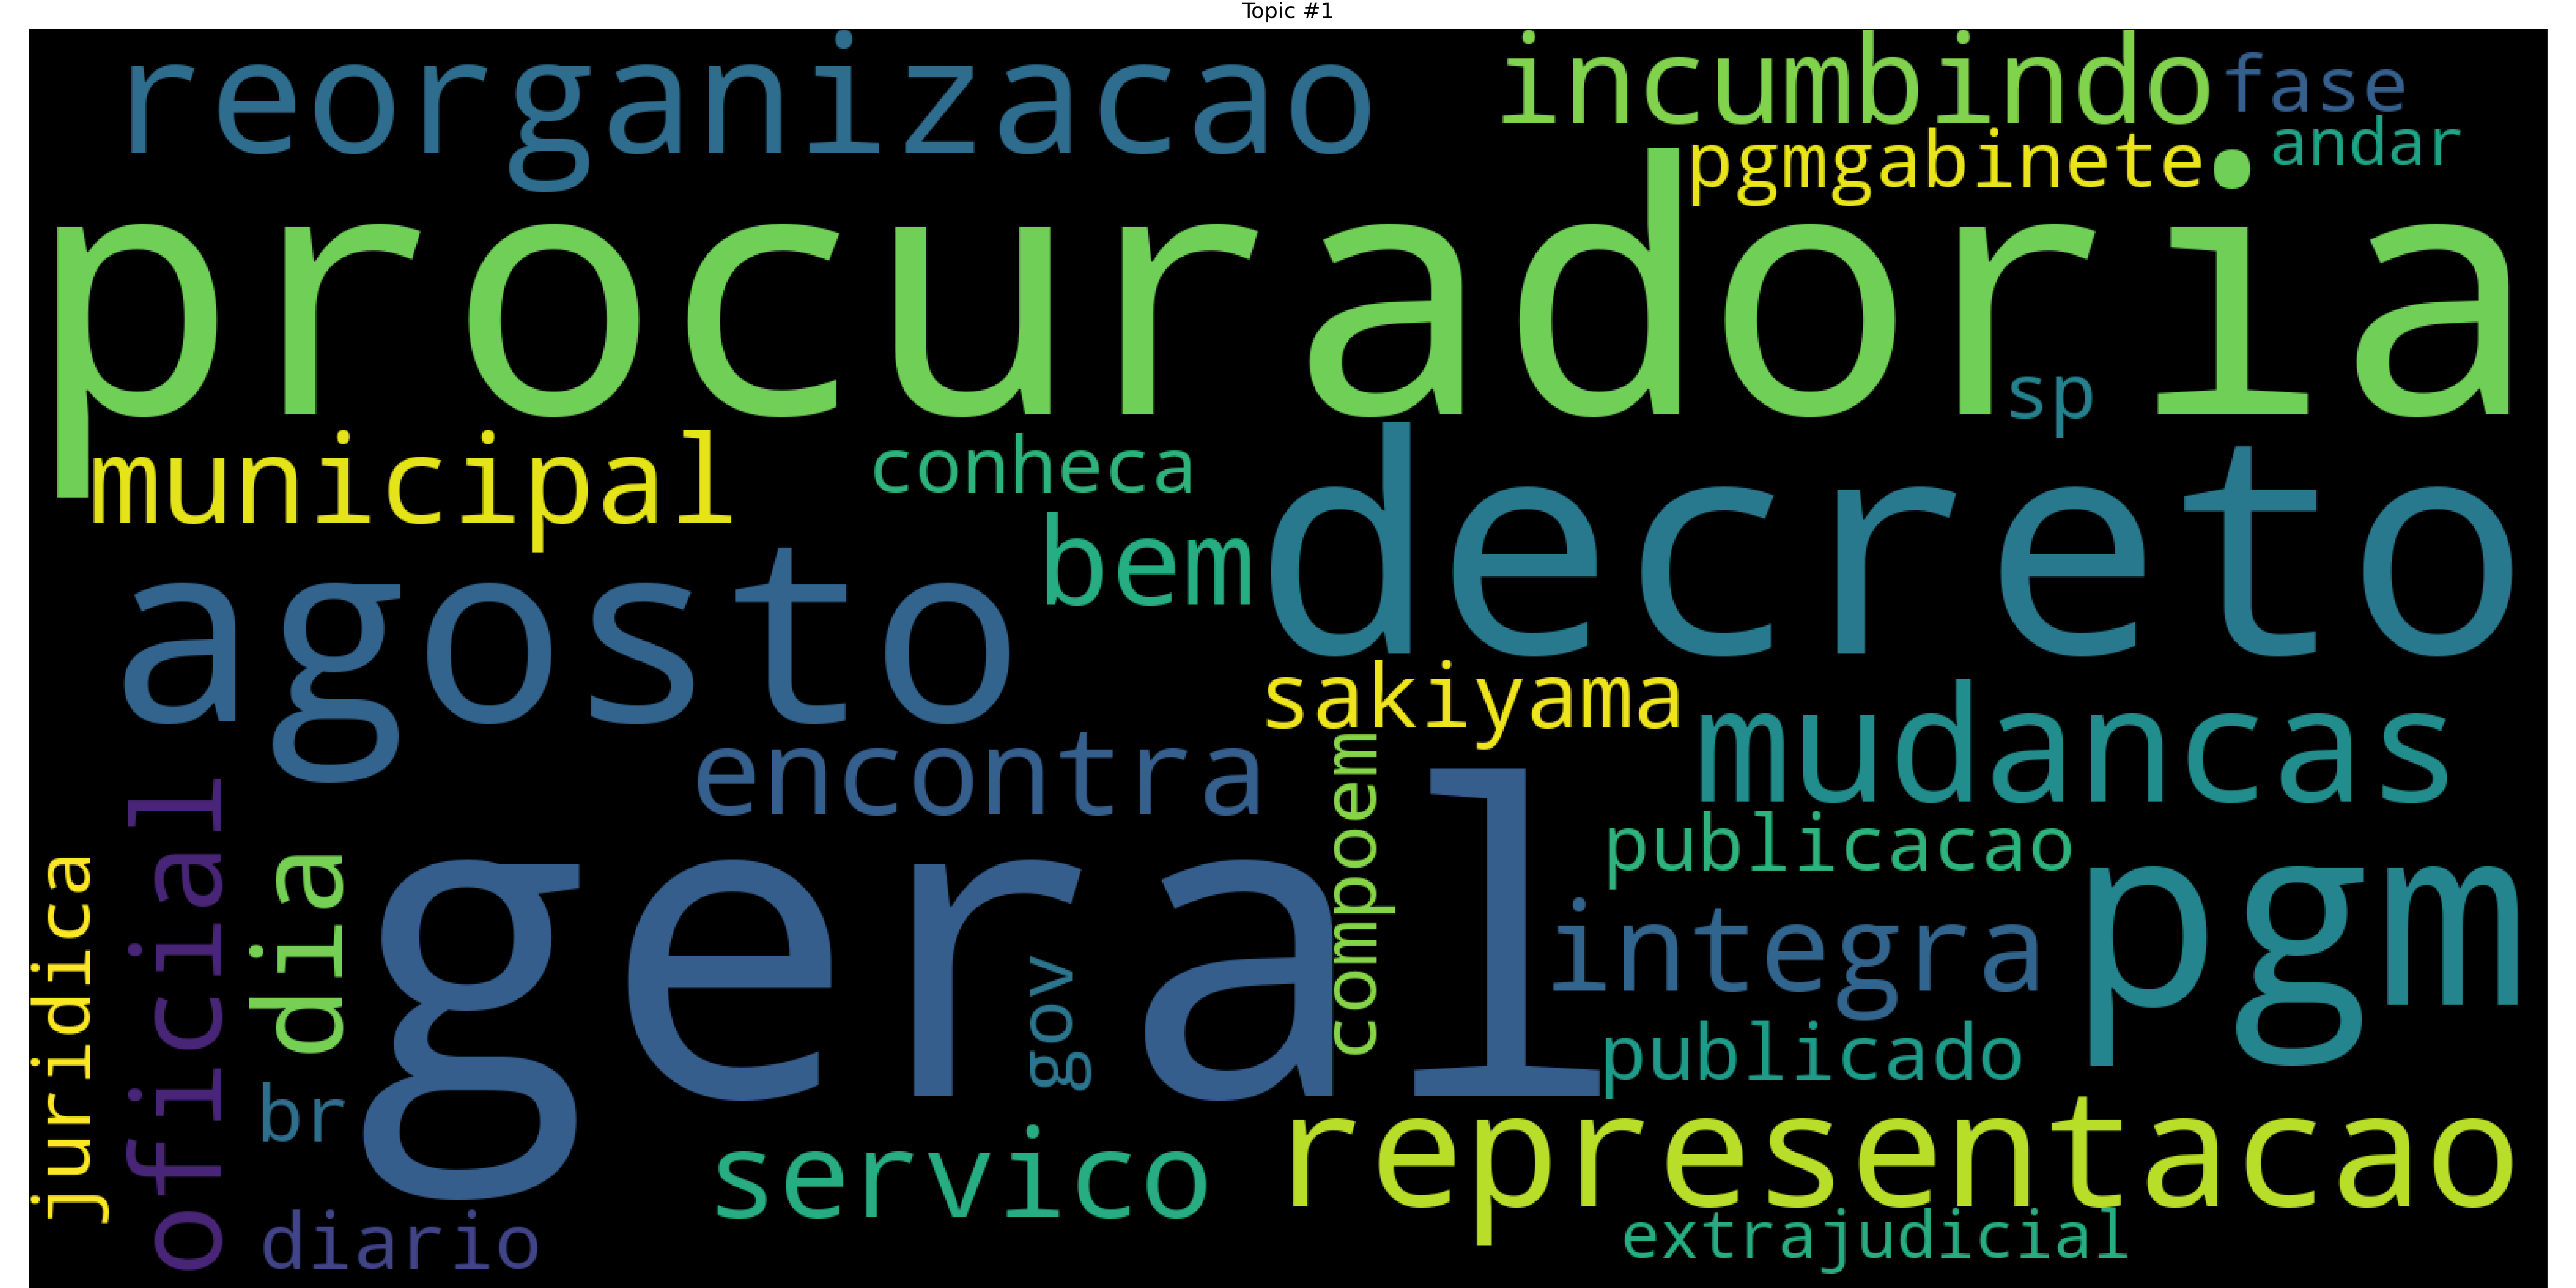 Topic #1
reorganizacao
incumbindo
fase
pgmgabinete
andar
procuradoria
sp
municipal
conheca
bem
decreto
agosto
sakiyama
encontra
mudancas
compoem
publicacao
juridica
oficial
dia
geral
gov
integra
pgm
publicado
br
servico
representacao
diario
extrajudicial